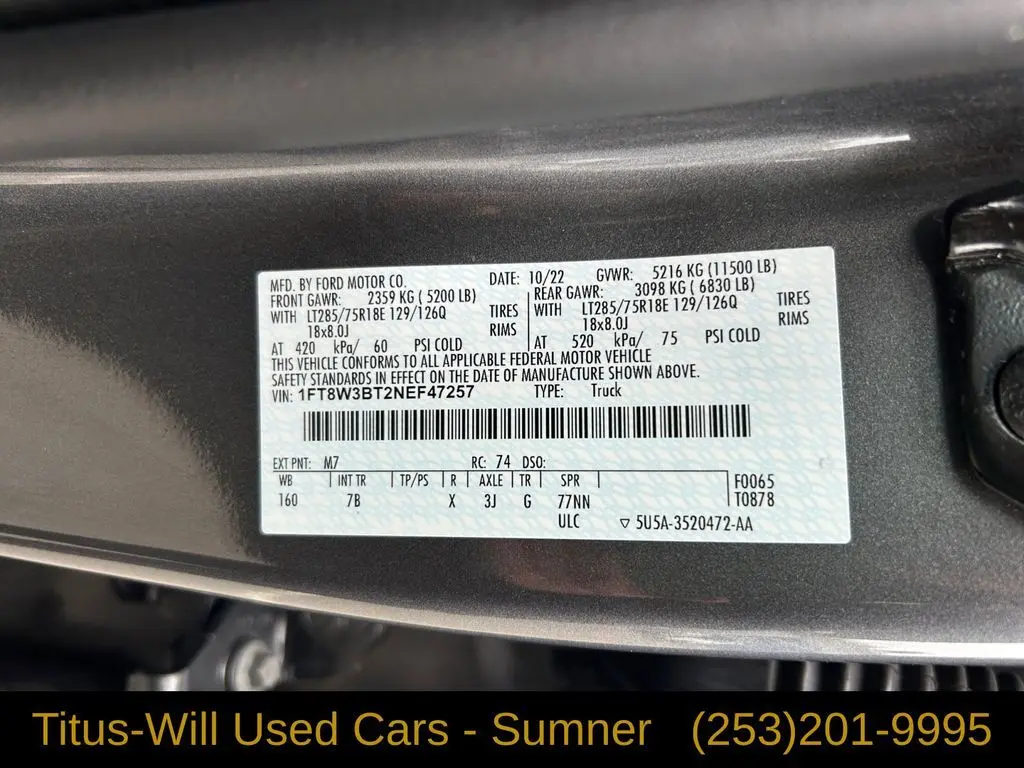 MFD. BY FORD MOTOR CO. DATE: 10/22 GVWR: 5216 KG (11500 LB)
FRONT GAWR: 2359 KG ( 5200 LB) REAR GAWR: 3098 KG ( 6830 LB)
WITH LT285/75R18E 129/126Q TIRES WITH LT285/75R18E 129/126Q TIRES
18x8.0J RIMS 18x8.0J RIMS
AT 420 kPa/ 60 PSI COLD AT 520 kPa/ 75 PSI COLD
THIS VEHICLE CONFORMS TO ALL APPLICABLE FEDERAL MOTOR VEHICLE
SAFETY STANDARDS IN EFFECT ON THE DATE OF MANUFACTURE SHOWN ABOVE.
VIN: 1FT8W3BT2NEF47257 TYPE: Truck
EXT PNT: M7 RC: 74 DSO:
WB INT TR TP/PS R AXLE TR SPR F0065
160 7B X 3J G 77NN T0878
ULC ▽ 5U5A-3520472-AA
Titus-Will Used Cars - Sumner (253)201-9995